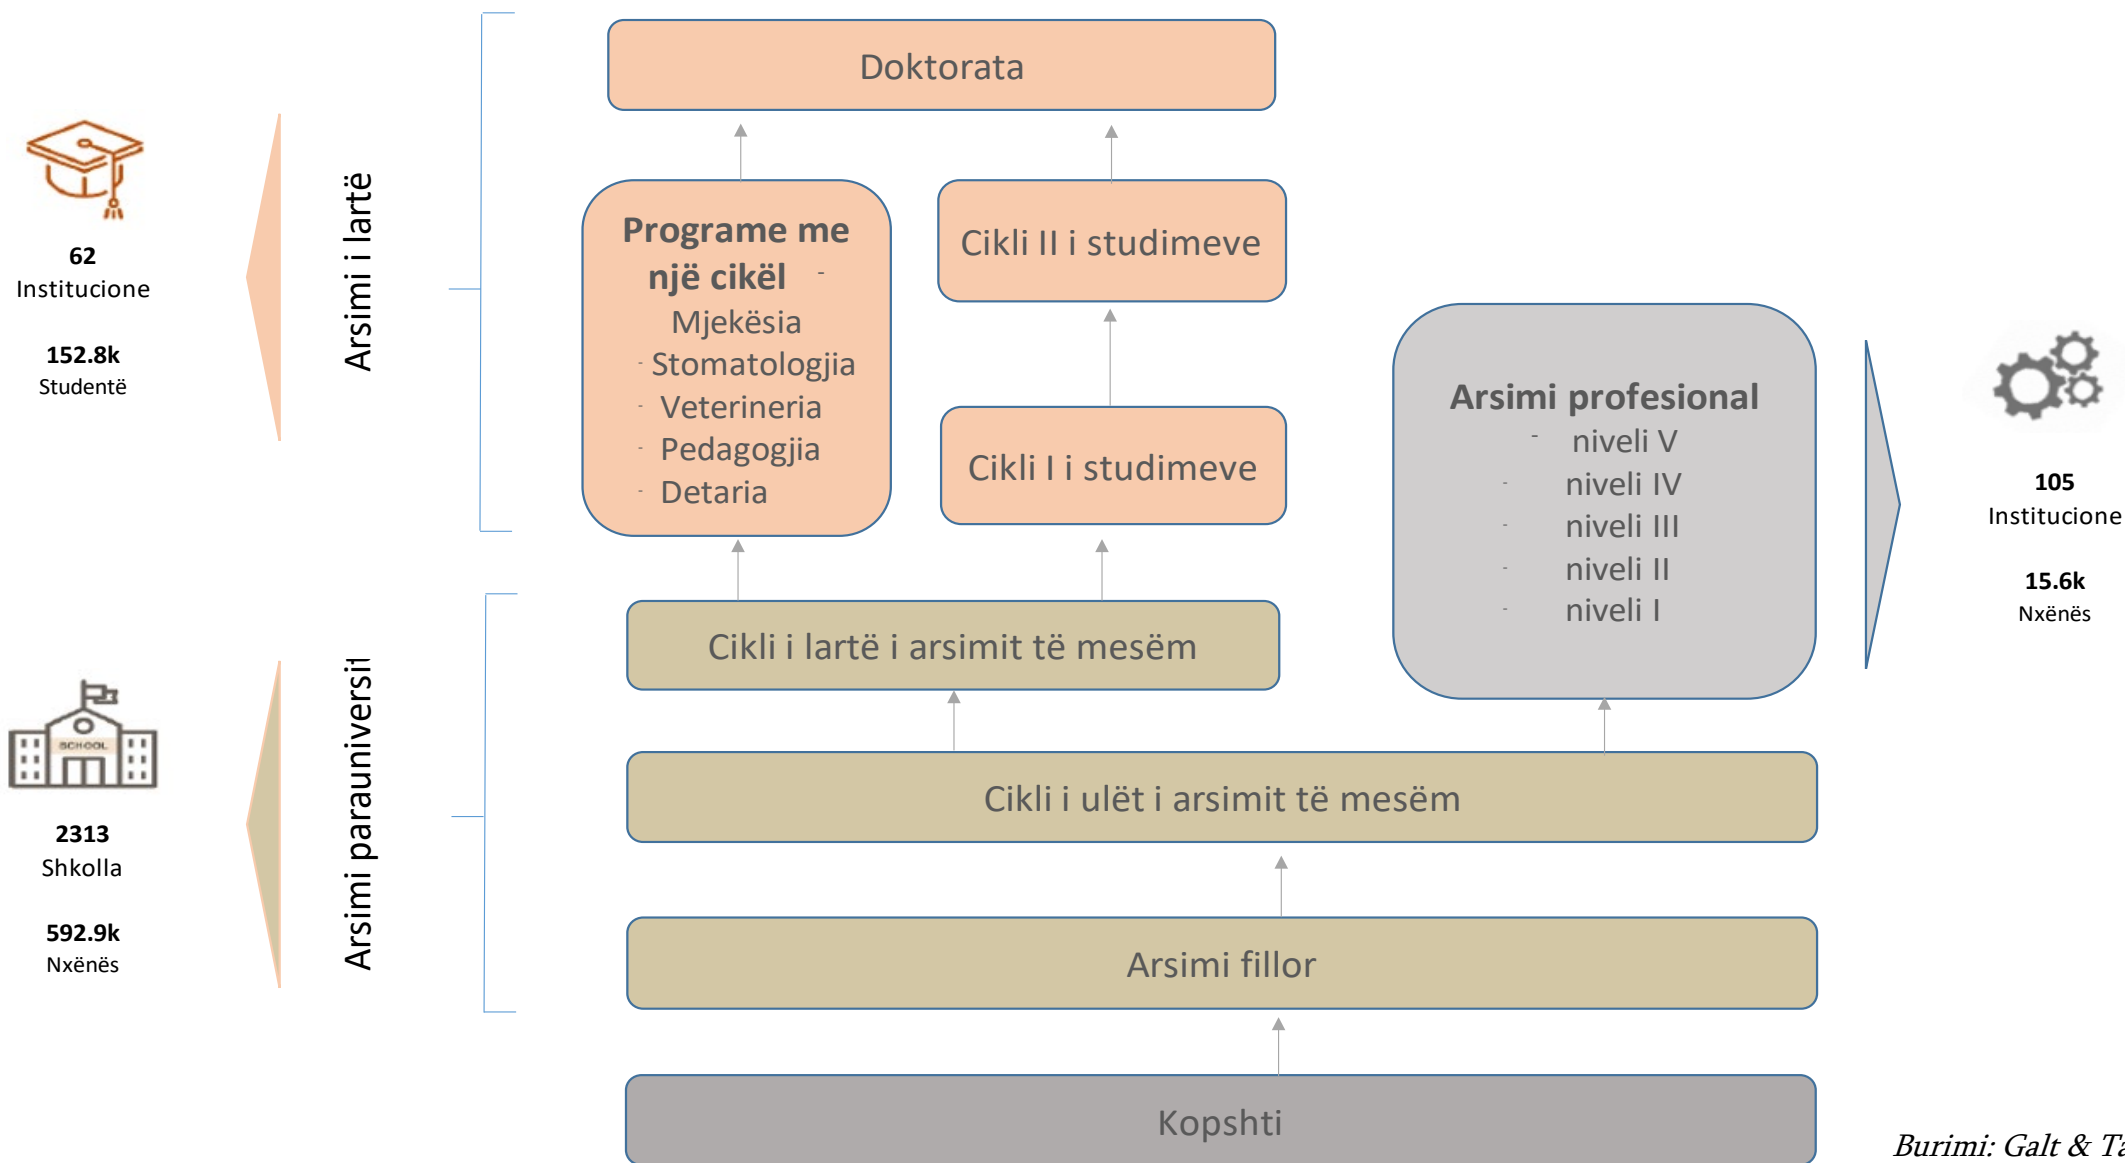 Doktorata
Arsimi i lartë
62
Institucione
152.8k
Studentë
Programe me
një cikël -
Mjekësia
- Stomatologjia
- Veterineria
- Pedagogjia
- Detaria
Cikli II i studimeve
Cikli I i studimeve
Arsimi profesional
- niveli V
- niveli IV
- niveli III
- niveli II
- niveli I
105
Institucione
15.6k
Nxënës
Cikli i lartë i arsimit të mesëm
Arsimi parauniversit
SCHOOL
2313
Shkolla
592.9k
Nxënës
Cikli i ulët i arsimit të mesëm
Arsimi fillor
Kopshti
Burimi: Galt &